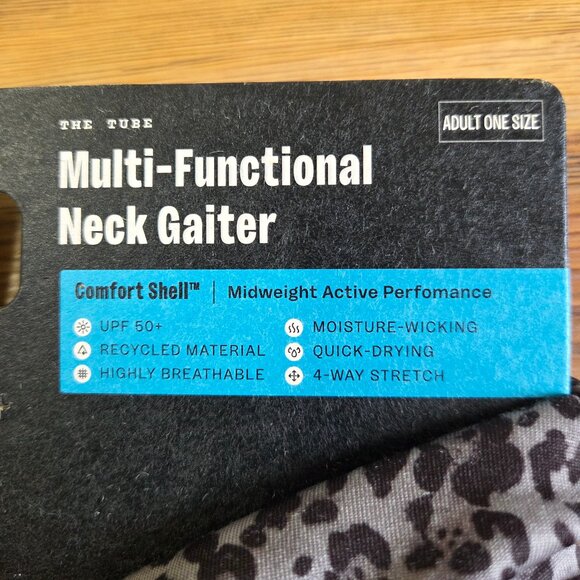 THE TUBE
ADULT ONE SIZE
Multi-Functional
Neck Gaiter
Comfort Shell™ | Midweight Active Perfomance
UPF 50+
RECYCLED MATERIAL
HIGHLY BREATHABLE
MOISTURE-WICKING
QUICK-DRYING
4-WAY STRETCH